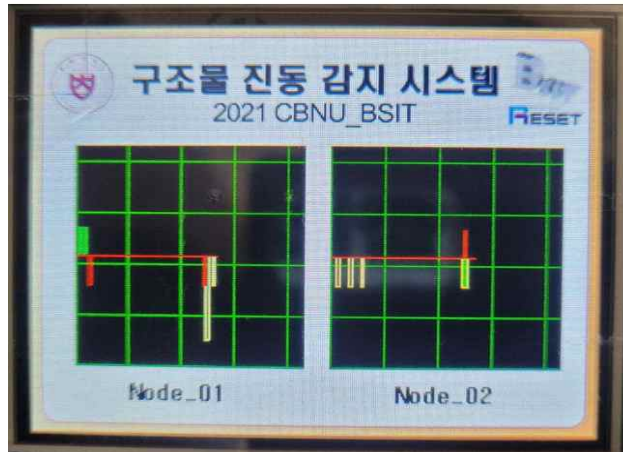 구조물 진동 감지 시스템
2021 CBNU_BSIT
RESET
Node_01
Node_02